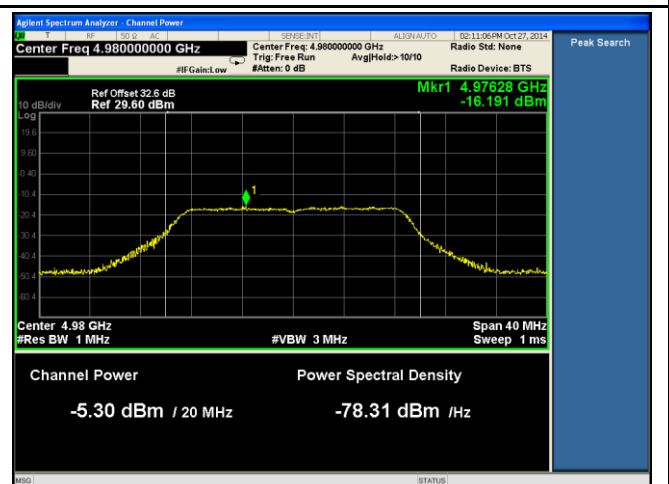 Agilent Spectrum Analyzer - Channel Power
T RF 50 Ω AC SENSE:INT ALIGN AUTO 02:11:06 PM Oct 27, 2014
Center Freq 4.980000000 GHz
Center Freq: 4.980000000 GHz
Radio Std: None
Trig: Free Run Avg|Hold:> 10/10
#IFGain:Low
#Atten: 0 dB
Radio Device: BTS
Peak Search
Ref Offset 32.6 dB
10 dB/div Ref 29.60 dBm
Mkr1 4.97628 GHz
-16.191 dBm
Log
19.6
9.60
-0.40
-10.4
1
-20.4
-30.4
-40.4
-50.4
-60.4
Center 4.98 GHz
Span 40 MHz
#Res BW 1 MHz
#VBW 3 MHz
Sweep 1 ms
Channel Power
Power Spectral Density
-5.30 dBm / 20 MHz
-78.31 dBm /Hz
MSG
STATUS